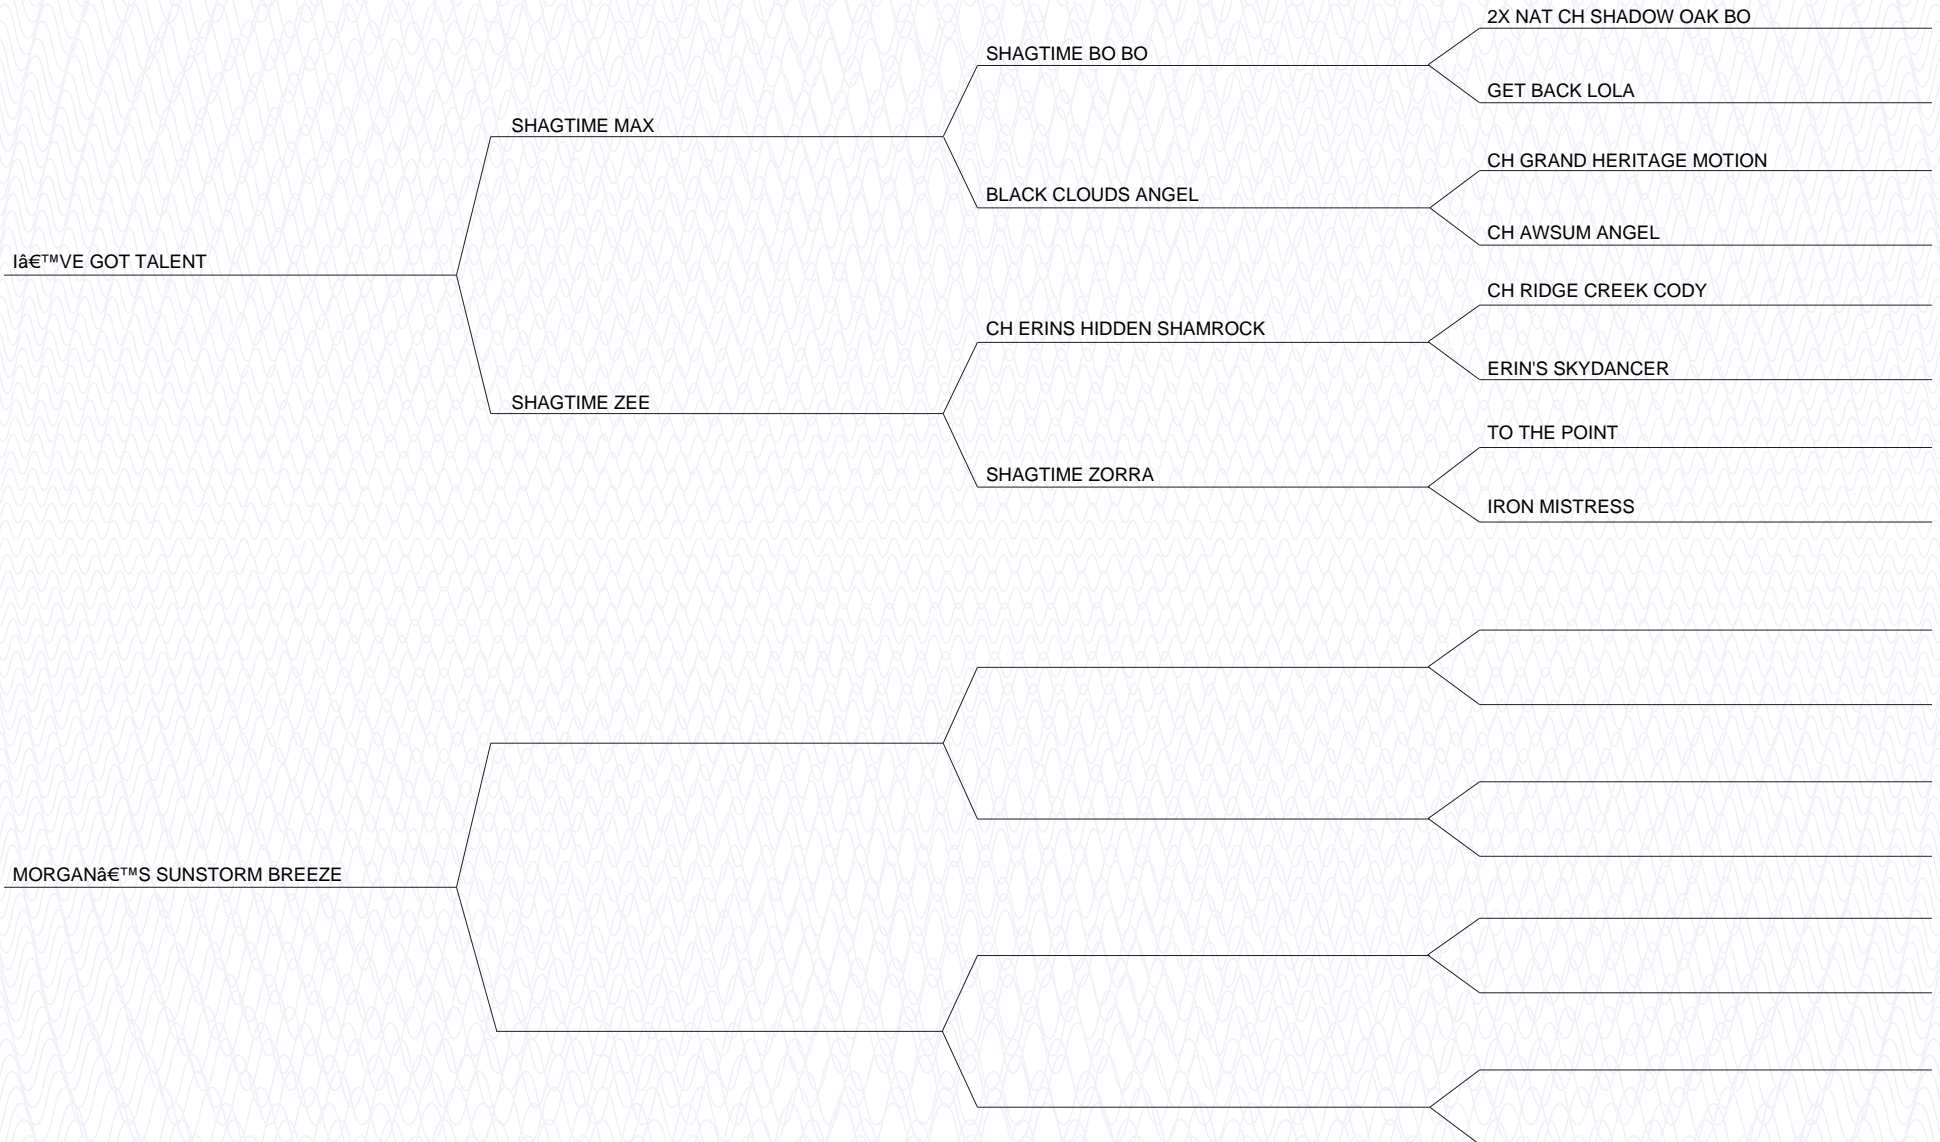 2X NAT CH SHADOW OAK BO
SHAGTIME BO BO
GET BACK LOLA
SHAGTIME MAX
CH GRAND HERITAGE MOTION
BLACK CLOUDS ANGEL
CH AWSUM ANGEL
Iâ€™VE GOT TALENT
CH RIDGE CREEK CODY
CH ERINS HIDDEN SHAMROCK
ERIN'S SKYDANCER
SHAGTIME ZEE
TO THE POINT
SHAGTIME ZORRA
IRON MISTRESS
MORGANâ€™S SUNSTORM BREEZE